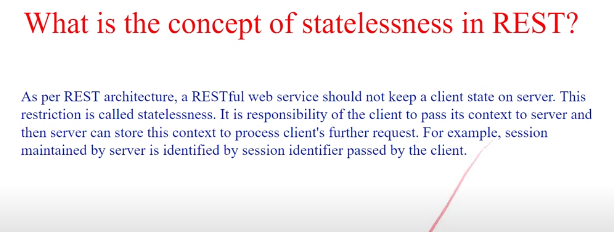 What is the concept of statelessness in REST?
As per REST architecture, a RESTful web service should not keep a client state on server. This
restriction is called statelessness. It is responsibility of the client to pass its context to server and
then server can store this context to process client's further request. For example, session
maintained by server is identified by session identifier passed by the client.